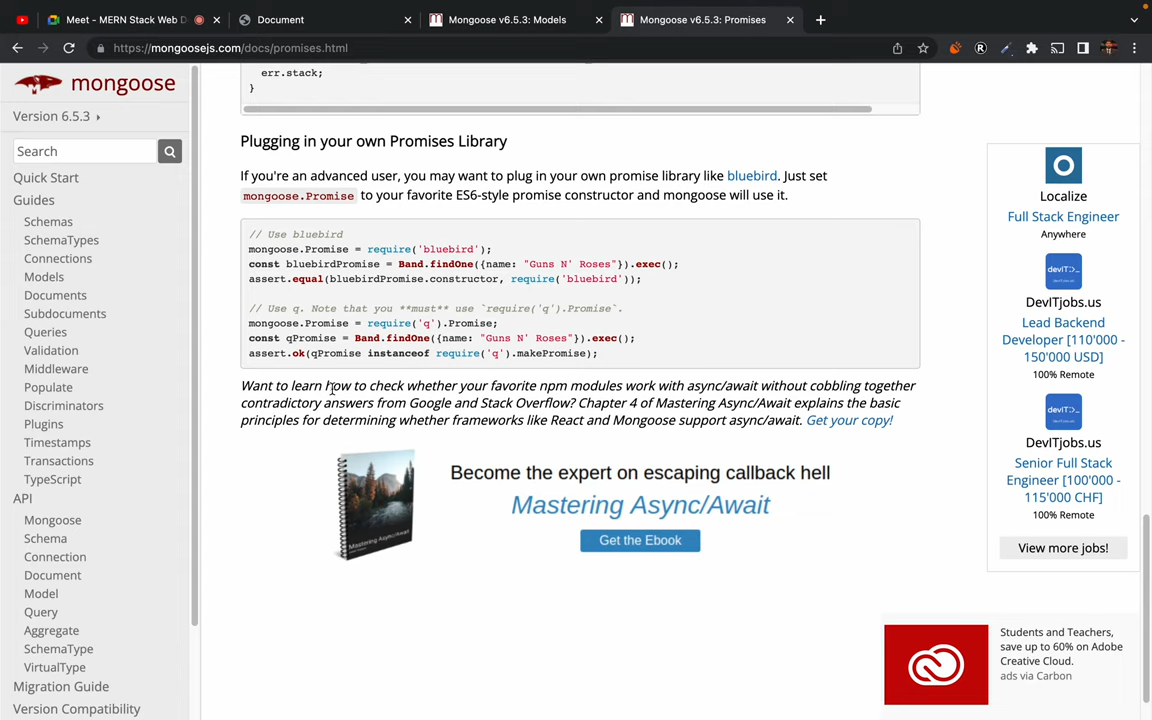 Meet - MERN Stack Web D
Document
Mongoose v6.5.3: Models
Mongoose v6.5.3: Promises
https://mongoosejs.com/docs/promises.html
mongoose
Version 6.5.3
Search
Quick Start
Guides
Schemas
SchemaTypes
Connections
Models
Documents
Subdocuments
Queries
Validation
Middleware
Populate
Discriminators
Plugins
Timestamps
Transactions
TypeScript
API
Mongoose
Schema
Connection
Document
Model
Query
Aggregate
SchemaType
VirtualType
Migration Guide
Version Compatibility
err.stack;
}
Plugging in your own Promises Library
If you're an advanced user, you may want to plug in your own promise library like bluebird. Just set
mongoose.Promise to your favorite ES6-style promise constructor and mongoose will use it.
// Use bluebird
mongoose.Promise = require('bluebird');
const bluebirdPromise = Band.findOne({name: "Guns N' Roses"}).exec();
assert.equal(bluebirdPromise.constructor, require('bluebird'));
// Use q. Note that you **must** use `require('q').Promise`.
mongoose.Promise = require('q').Promise;
const qPromise = Band.findOne({name: "Guns N' Roses"}).exec();
assert.ok(qPromise instanceof require('q').makePromise);
Want to learn how to check whether your favorite npm modules work with async/await without cobbling together
contradictory answers from Google and Stack Overflow? Chapter 4 of Mastering Async/Await explains the basic
principles for determining whether frameworks like React and Mongoose support async/await. Get your copy!
Mastering Async/Await
Become the expert on escaping callback hell
Mastering Async/Await
Get the Ebook
Localize
Full Stack Engineer
Anywhere
devIT
DevITjobs.us
Lead Backend
Developer [110'000 -
150'000 USD]
100% Remote
devIT
DevITjobs.us
Senior Full Stack
Engineer [100'000 -
115'000 CHF]
100% Remote
View more jobs!
Students and Teachers,
save up to 60% on Adobe
Creative Cloud.
ads via Carbon